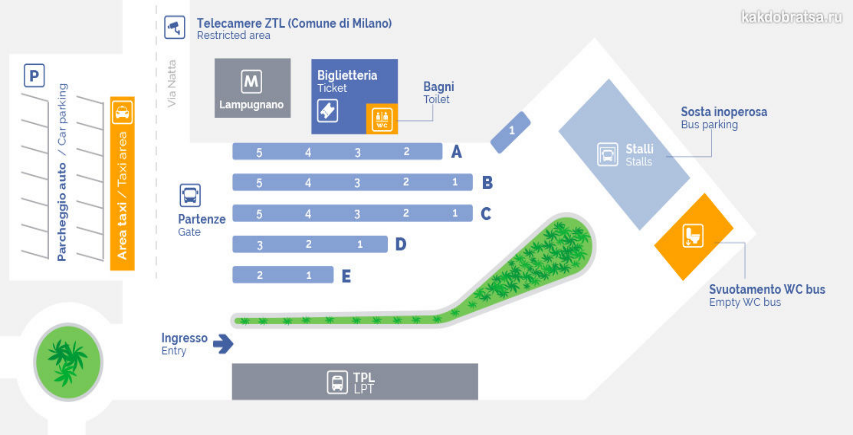 kakdobratsa.ru
Telecamere ZTL (Comune di Milano)
Restricted area
P
Via Natta
M
Lampugnano
Biglietteria
Ticket
WC
Bagni
Toilet
Parcheggio auto / Car parking
Area taxi / Taxi area
Partenze
Gate
5 4 3 2 A
1
5 4 3 2 1 B
5 4 3 2 1 C
3 2 1 D
2 1 E
Sosta inoperosa
Bus parking
Stalli
Stalls
Svuotamento WC bus
Empty WC bus
Ingresso
Entry
TPL
LPT